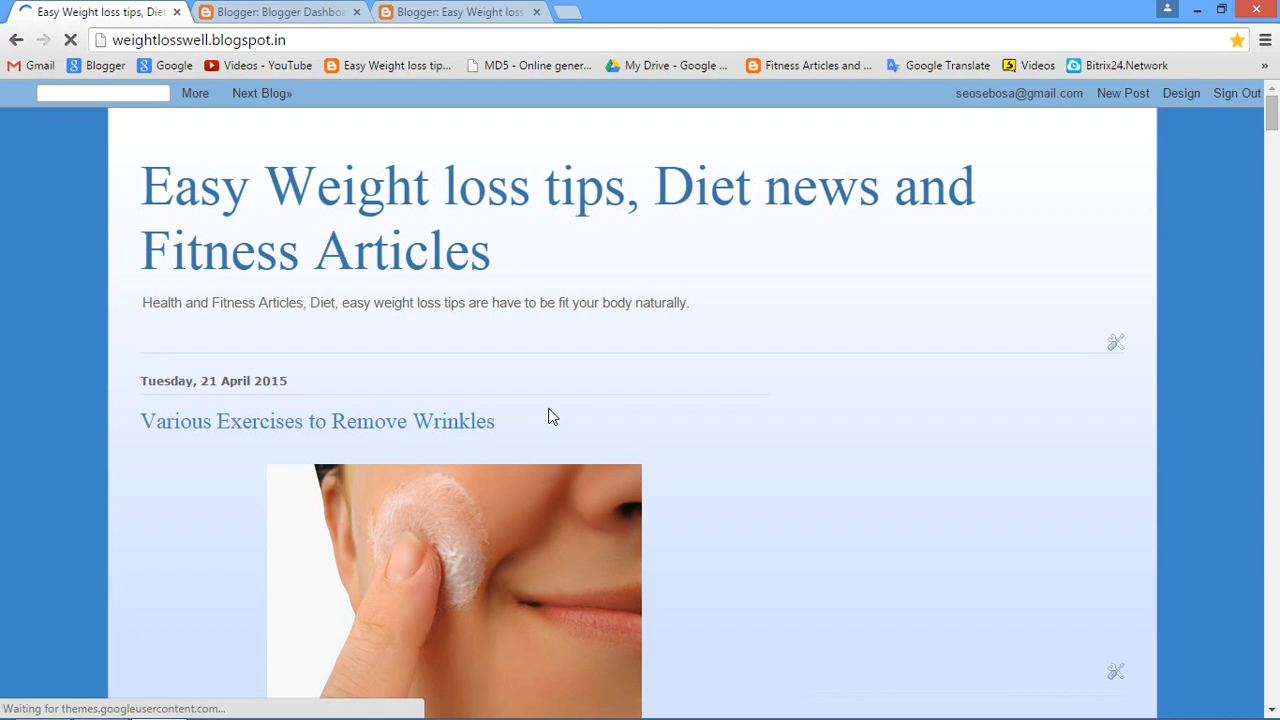 Easy Weight loss tips, Die
Blogger: Blogger Dashbo
Blogger: Easy Weight loss
weightlosswell.blogspot.in
Gmail
Blogger
Google
Videos - YouTube
Easy Weight loss tip...
MD5 - Online gener...
My Drive - Google ...
Fitness Articles and ...
Google Translate
Videos
Bitrix24.Network
»
More
Next Blog»
seosebosa@gmail.com
New Post
Design
Sign Out
Easy Weight loss tips, Diet news and
Fitness Articles
Health and Fitness Articles, Diet, easy weight loss tips are have to be fit your body naturally.
Tuesday, 21 April 2015
Various Exercises to Remove Wrinkles
Waiting for themes.googleusercontent.com...